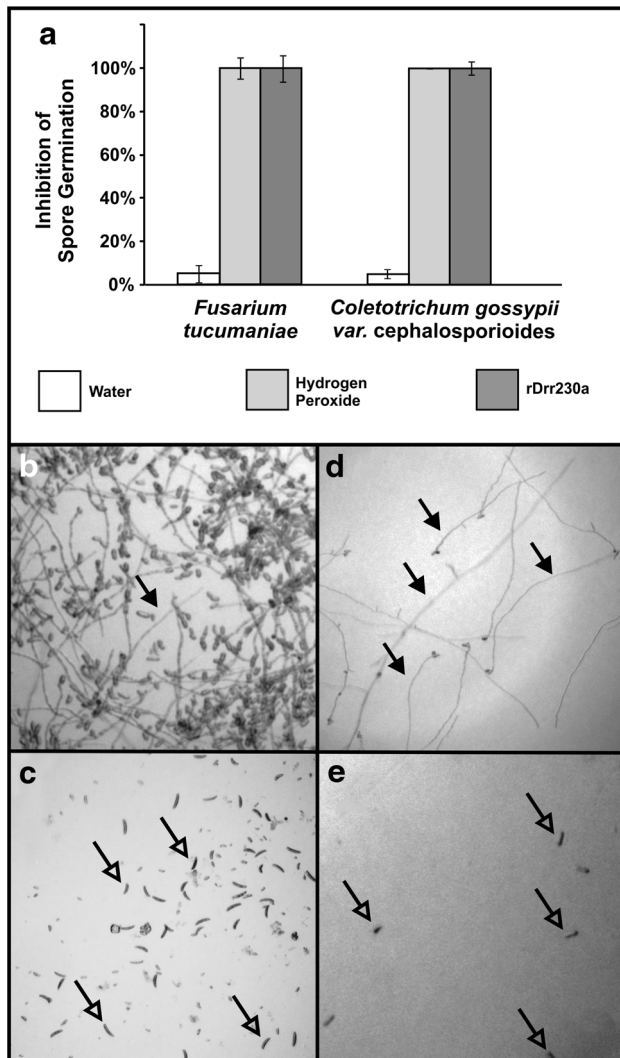 a
100%
80%
60%
40%
20%
0%
Inhibition of
Spore Germination
Fusarium
tucumaniae
Coletotrichum gossypii
var. cephalosporioides
Water
Hydrogen
Peroxide
rDrr230a
b
d
c
e